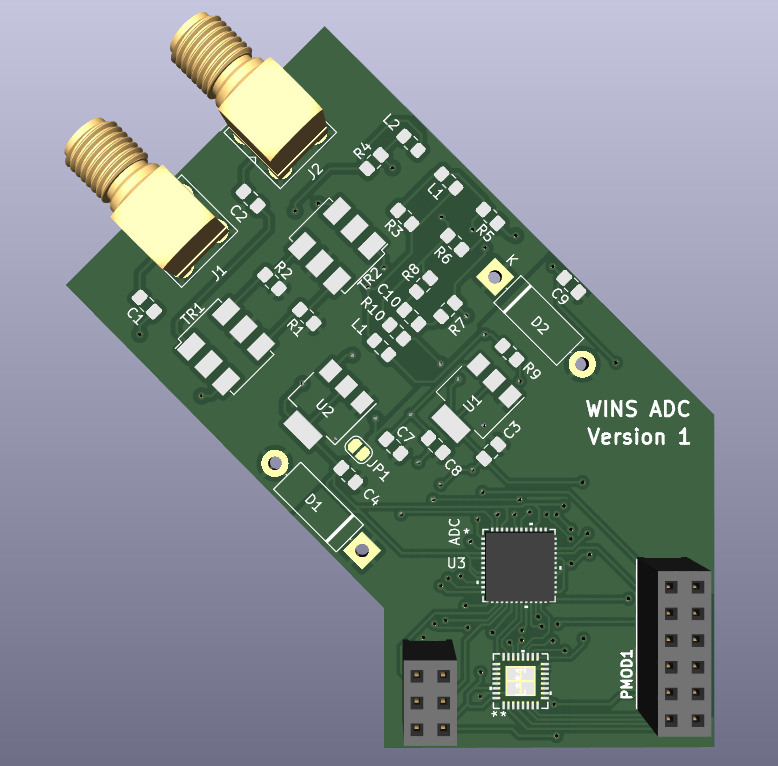 L2
R4
J2
L1
C2
R3
R5
R6
K
J1
R2
TR2
R8
C9
C10
C1
TR1
R10
R7
R1
L1
D2
R9
U1
U2
WINS ADC
Version 1
C7
C3
JP1
C8
C4
D1
ADC
*
U3
PMOD1
**